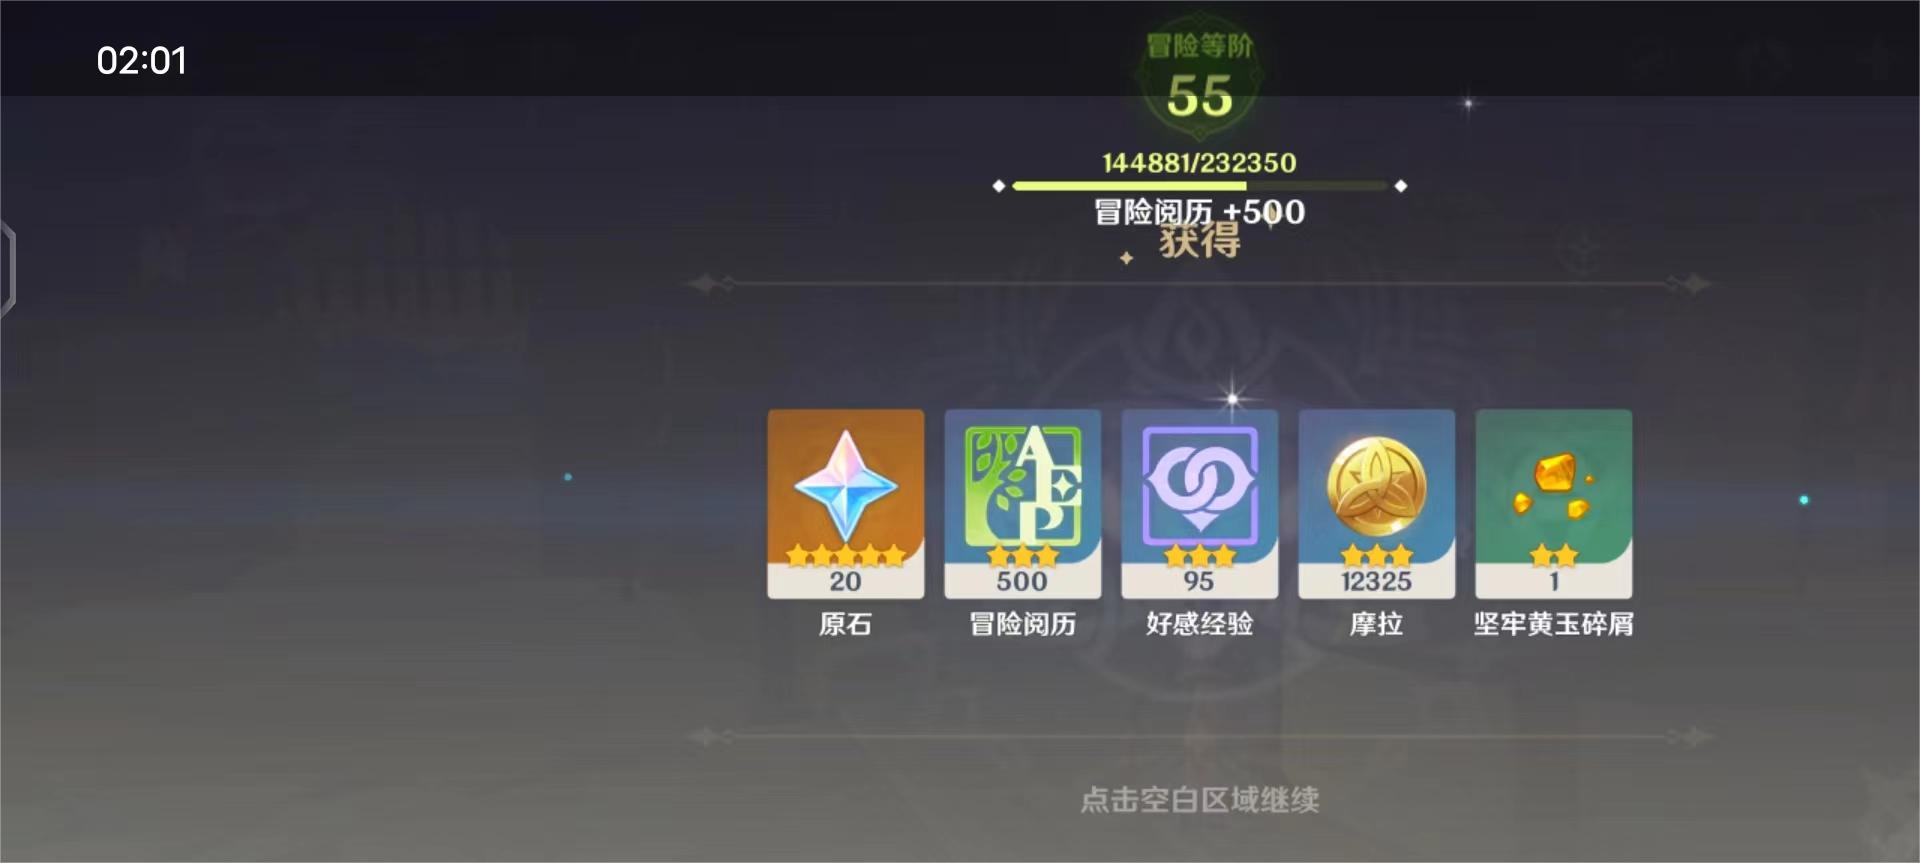 02:01
冒险等阶
55
144881/232350
冒险阅历 +500
获得
20
500
95
12325
1
原石
冒险阅历
好感经验
摩拉
坚牢黄玉碎屑
点击空白区域继续